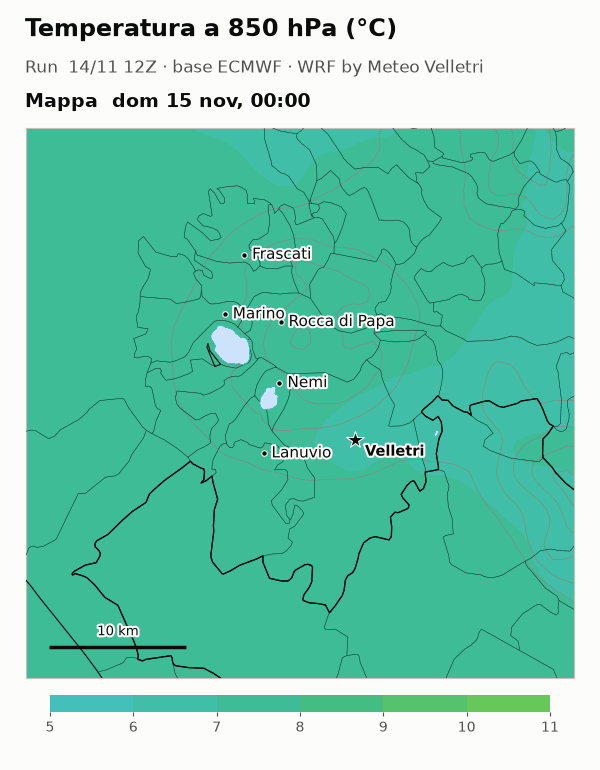 Temperatura a 850 hPa (°C)
Run  14/11 12Z · base ECMWF · WRF by Meteo Velletri
Mappa  dom 15 nov, 00:00
Frascati
Marino
Rocca di Papa
Nemi
Velletri
Lanuvio
10 km
5 6 7 8 9 10 11